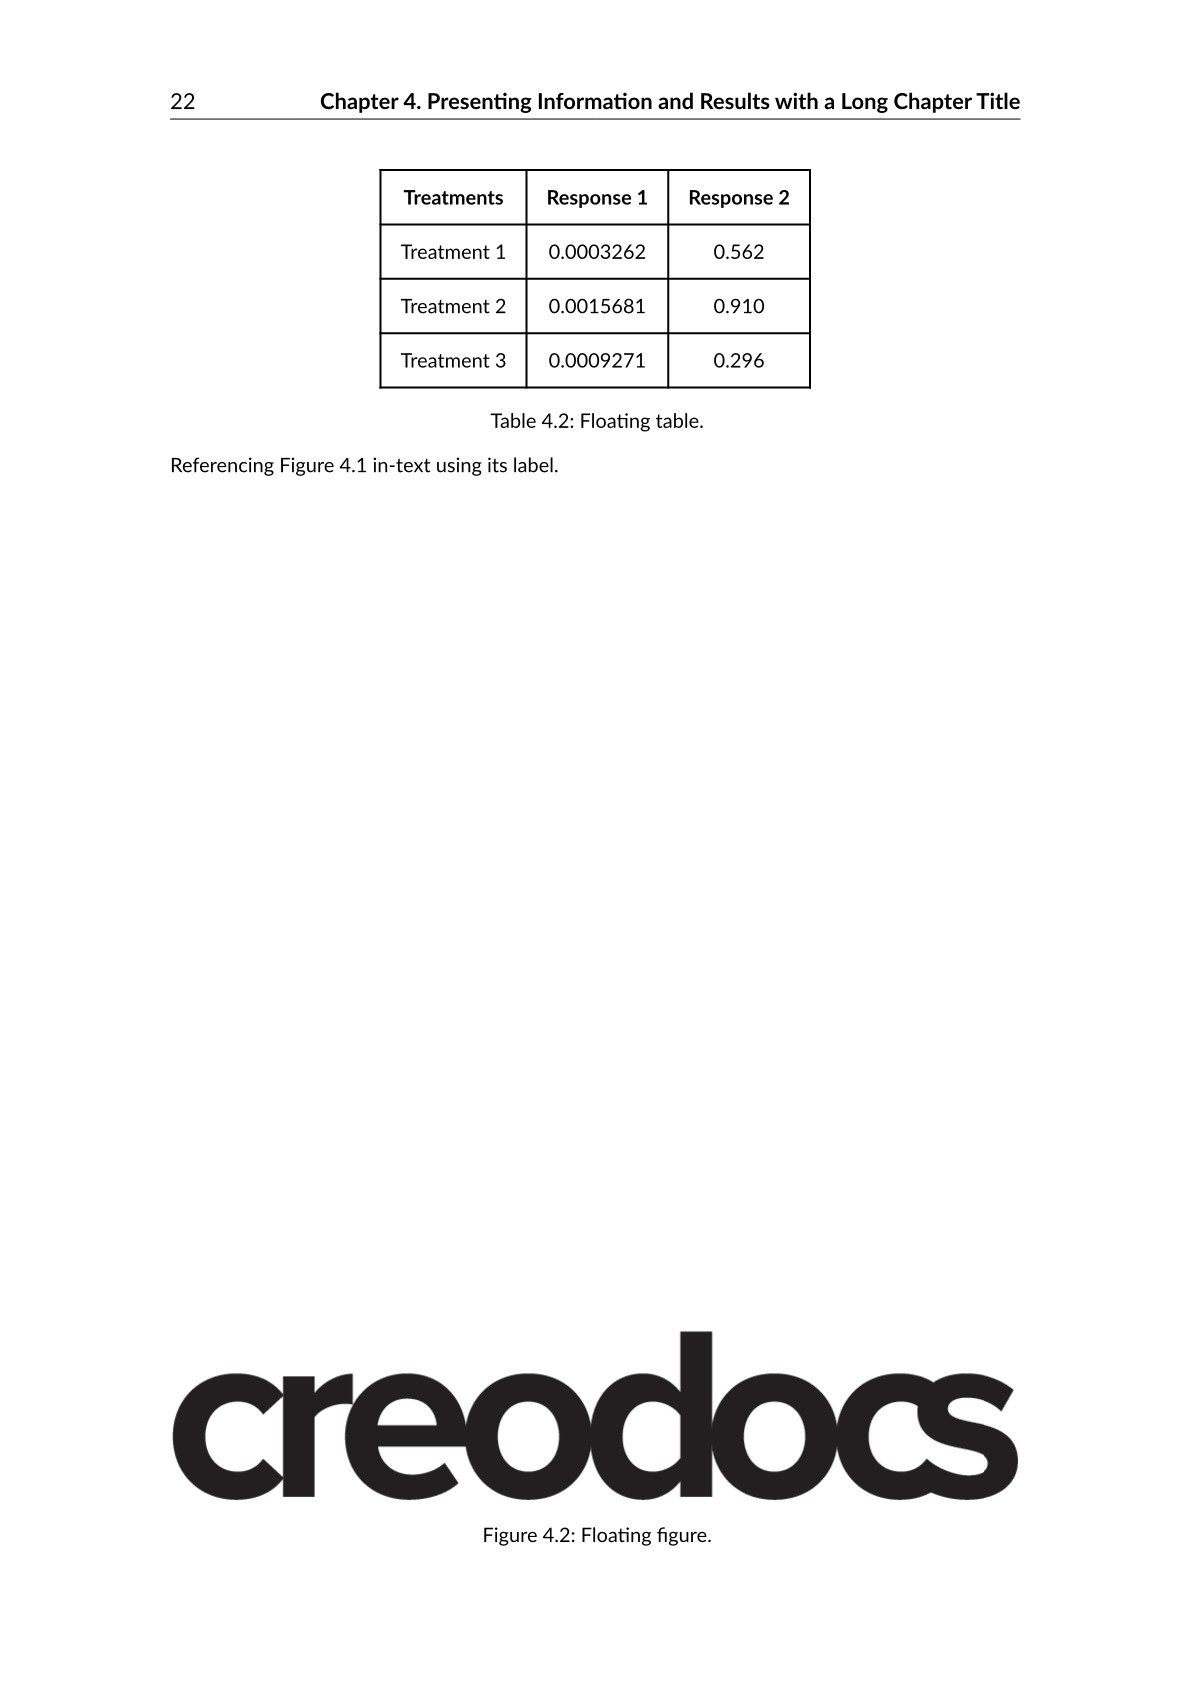 22 Chapter 4. Presenting Information and Results with a Long Chapter Title
Treatments Response 1 Response 2
Treatment 1 0.0003262 0.562
Treatment 2 0.0015681 0.910
Treatment 3 0.0009271 0.296
Table 4.2: Floating table.
Referencing Figure 4.1 in-text using its label.
creodocs
Figure 4.2: Floating figure.